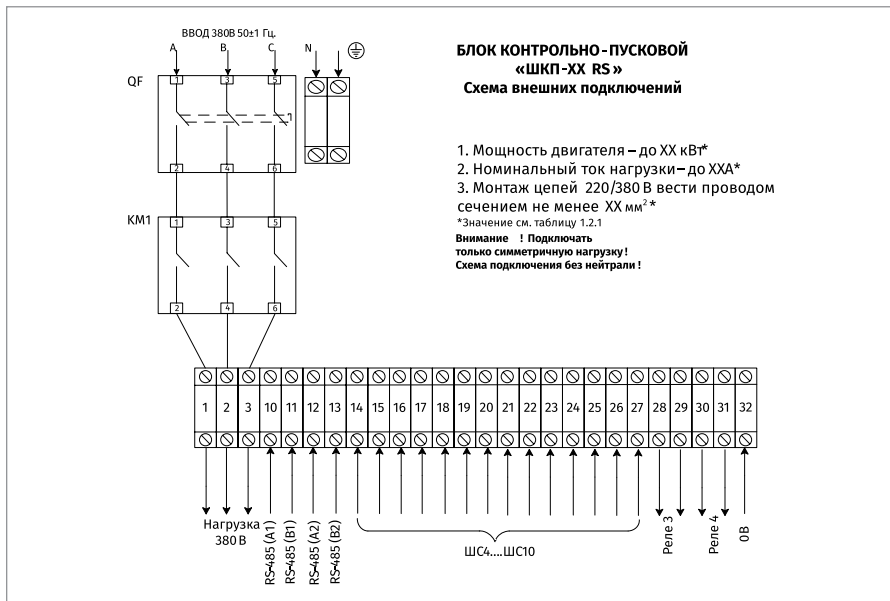 ВВОД 380В 50±1 Гц.
A B C N
QF
1 3 5
2 4 6
KM1
1 3 5
2 4 6
БЛОК КОНТРОЛЬНО-ПУСКОВОЙ
«ШКП-XX RS»
Схема внешних подключений
1. Мощность двигателя – до XX кВт*
2. Номинальный ток нагрузки – до XXA*
3. Монтаж цепей 220/380 В вести проводом
сечением не менее XX мм²*
*Значение см. таблицу 1.2.1
Внимание ! Подключать
только симметричную нагрузку!
Схема подключения без нейтрали!
1 2 3 10 11 12 13 14 15 16 17 18 19 20 21 22 23 24 25 26 27 28 29 30 31 32
Нагрузка
380 В
RS-485 (A1)
RS-485 (B1)
RS-485 (A2)
RS-485 (B2)
ШС4....ШС10
Реле 3
Реле 4
0В